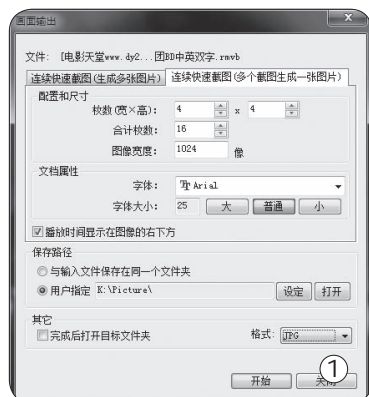 画面输出
文件: [电影天堂www.dy2...团BD中英双字.rmvb
连续快速截图(生成多张图片) 连续快速截图(多个截图生成一张图片)
配置和尺寸
枚数(宽×高): 4 x 4
合计枚数: 16
图像宽度: 1024 像
文档属性
字体: Arial
字体大小: 25 大 普通 小
播放时间显示在图像的右下方
保存路径
与输入文件保存在同一个文件夹
用户指定 K:\Picture\ 设定 打开
其它
完成后打开目标文件夹 格式: JPG
开始
1